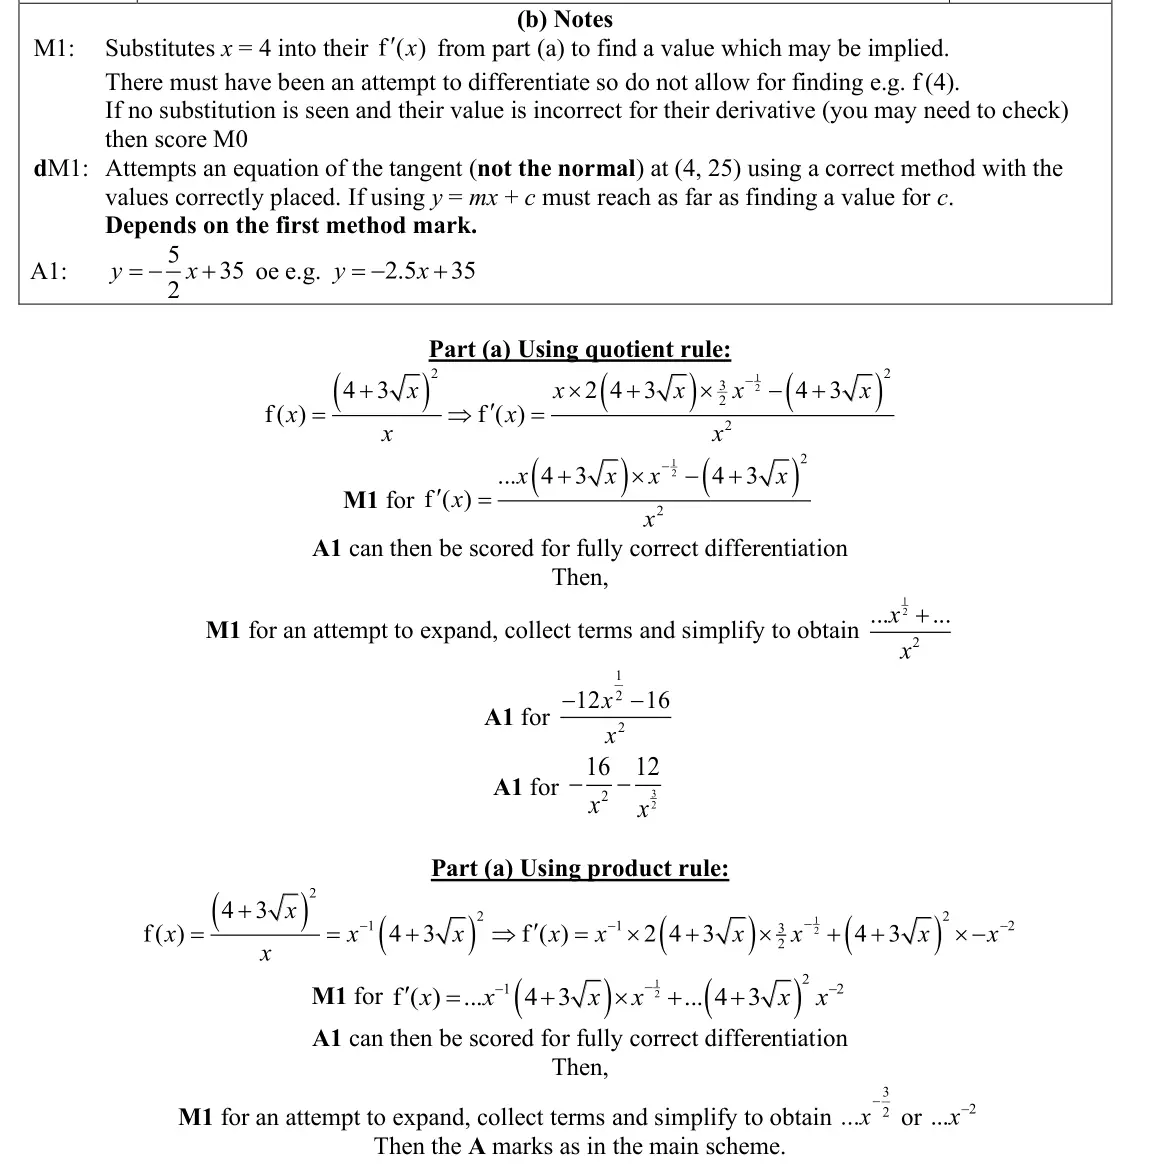 (b) Notes
M1: Substitutes x = 4 into their f′(x) from part (a) to find a value which may be implied.
There must have been an attempt to differentiate so do not allow for finding e.g. f(4).
If no substitution is seen and their value is incorrect for their derivative (you may need to check)
then score M0
dM1: Attempts an equation of the tangent (not the normal) at (4, 25) using a correct method with the
values correctly placed. If using y = mx + c must reach as far as finding a value for c.
Depends on the first method mark.
A1: y = −5/2 x + 35 oe e.g. y = −2.5x + 35
Part (a) Using quotient rule:
f(x) = (4 + 3√x)² / x ⇒ f′(x) = (x × 2(4 + 3√x) × 3/2 x^(−1/2) − (4 + 3√x)²) / x²
M1 for f′(x) = (...x(4 + 3√x) × x^(−1/2) − (4 + 3√x)²) / x²
A1 can then be scored for fully correct differentiation
Then,
M1 for an attempt to expand, collect terms and simplify to obtain (...x^(1/2) + ...) / x²
A1 for (−12x^(1/2) − 16) / x²
A1 for −16/x² − 12/x^(3/2)
Part (a) Using product rule:
f(x) = (4 + 3√x)² / x = x⁻¹(4 + 3√x)² ⇒ f′(x) = x⁻¹ × 2(4 + 3√x) × 3/2 x^(−1/2) + (4 + 3√x)² × −x⁻²
M1 for f′(x) = ...x⁻¹(4 + 3√x) × x^(−1/2) + ...(4 + 3√x)² x⁻²
A1 can then be scored for fully correct differentiation
Then,
M1 for an attempt to expand, collect terms and simplify to obtain ...x^(−3/2) or ...x⁻²
Then the A marks as in the main scheme.